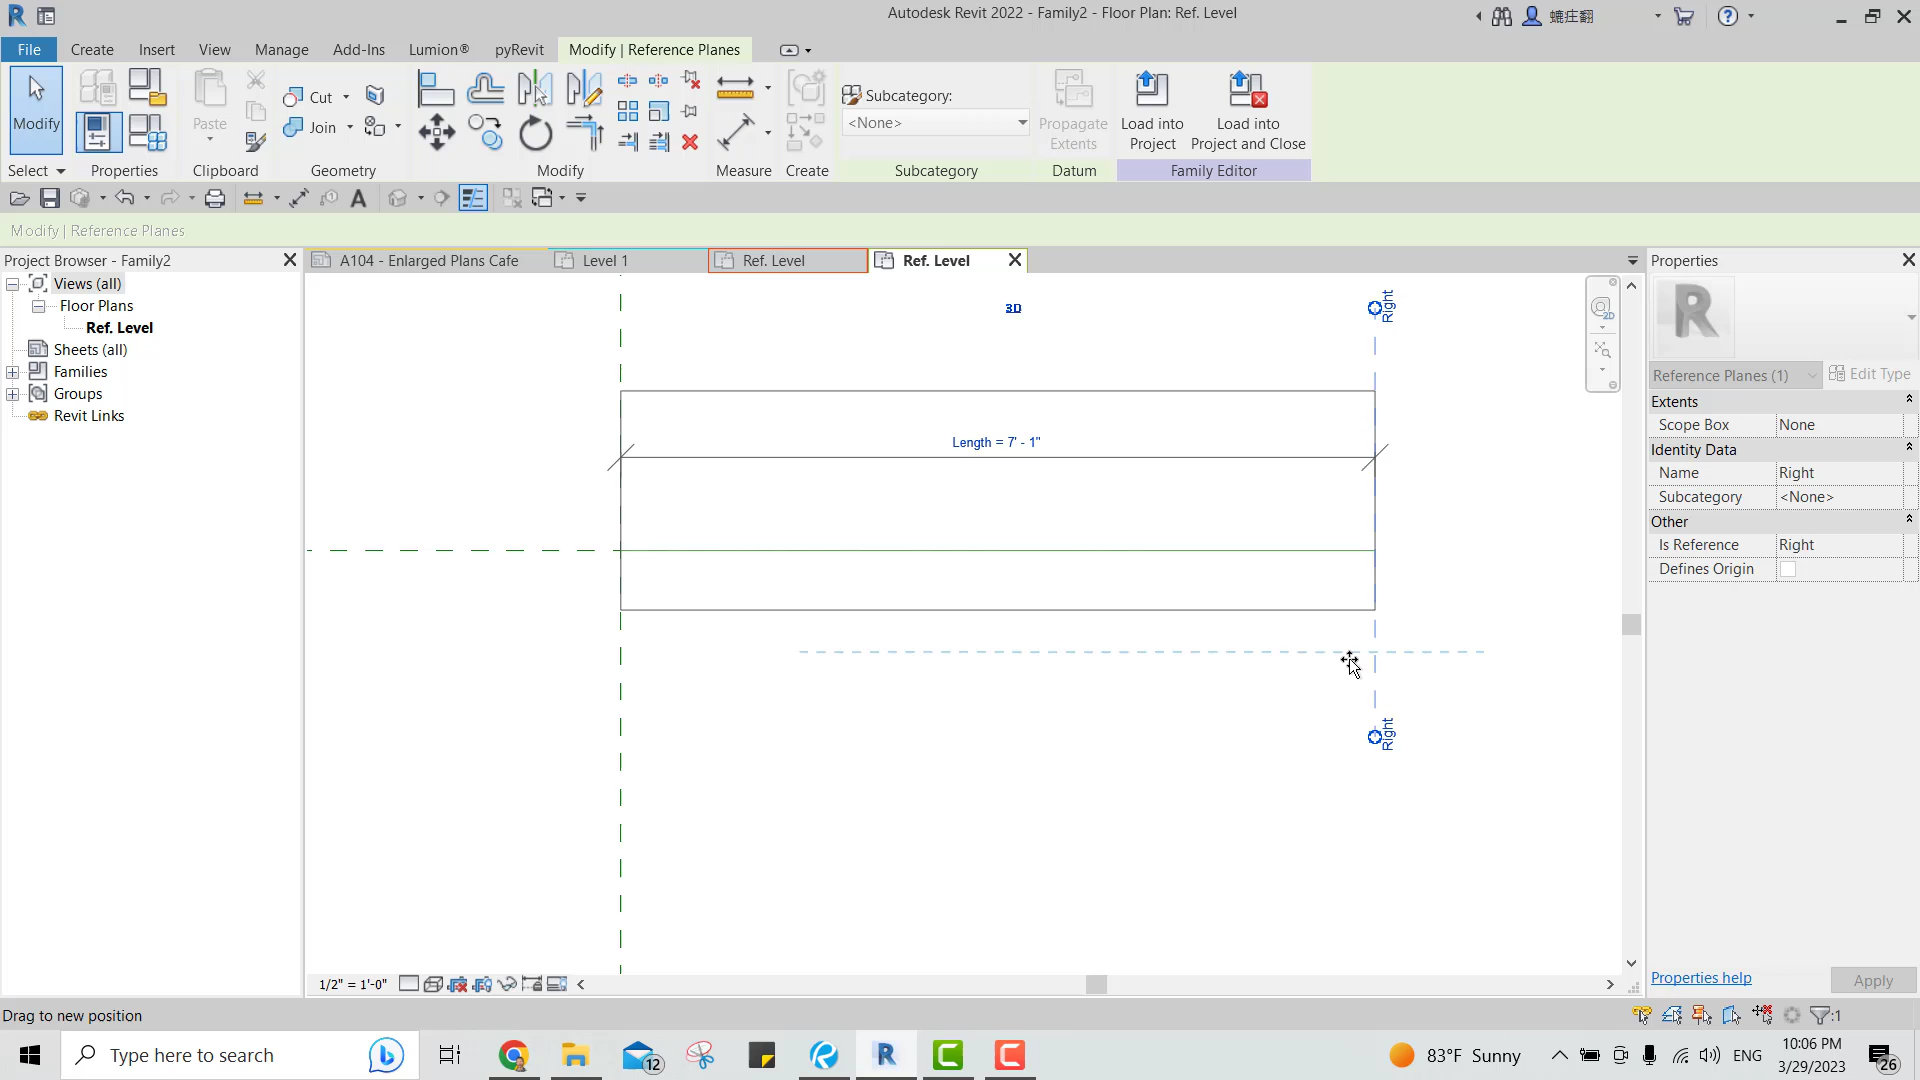 Autodesk Revit 2022 - Family2 - Floor Plan: Ref. Level
File Create Insert View Manage Add-Ins Lumion® pyRevit Modify | Reference Planes
Modify
Paste
Cut
Join
Subcategory:
<None>
Propagate Extents
Load into Project
Load into Project and Close
Select Properties Clipboard Geometry Modify Measure Create Subcategory Datum Family Editor
Modify | Reference Planes
Project Browser - Family2
Views (all)
Floor Plans
Ref. Level
Sheets (all)
Families
Groups
Revit Links
A104 - Enlarged Plans Cafe
Level 1
Ref. Level
Ref. Level
3D
Right
Length = 7' - 1"
Right
2D
Properties
R
Reference Planes (1)
Edit Type
Extents
Scope Box None
Identity Data
Name Right
Subcategory <None>
Other
Is Reference Right
Defines Origin
Properties help
Apply
1/2" = 1'-0"
Drag to new position
:1
Type here to search
12
83°F Sunny
ENG
10:06 PM
3/29/2023
26